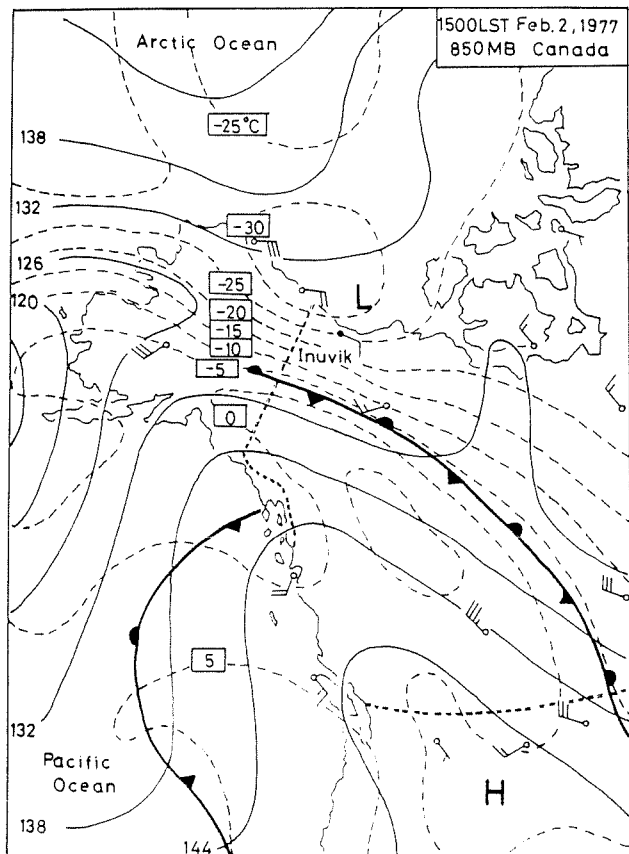 1500LST Feb. 2, 1977
850MB Canada
Arctic Ocean
-25°C
138
132
-30
126
-25
120
-20
L
-15
-10
Inuvik
-5
0
5
132
Pacific
Ocean
H
138
144